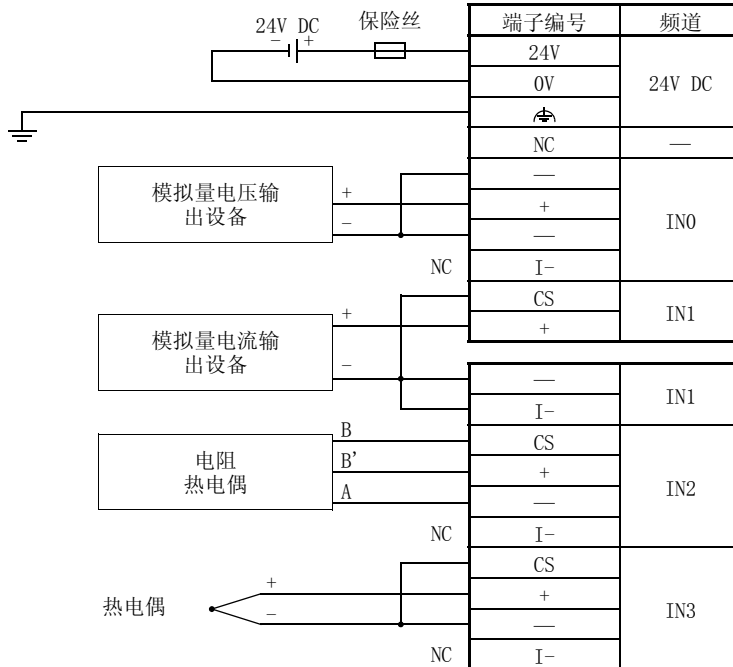 24V DC
保险丝
- +
端子编号 频道
24V
0V
24V DC
NC —
模拟量电压输
出设备
+
-
—
+
—
NC I-
IN0
模拟量电流输
出设备
+
-
CS
+
IN1
—
I-
IN1
电阻
热电偶
B
B'
A
CS
+
—
NC I-
IN2
热电偶
+
-
CS
+
—
NC I-
IN3